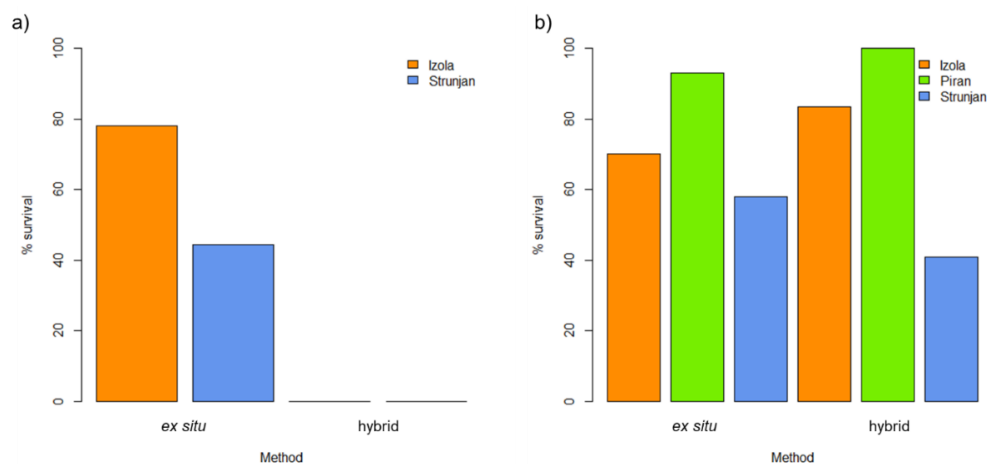 a)
100
80
60
40
20
0
% survival
Izola
Strunjan
ex situ
hybrid
Method
b)
100
80
60
40
20
0
% survival
Izola
Piran
Strunjan
ex situ
hybrid
Method